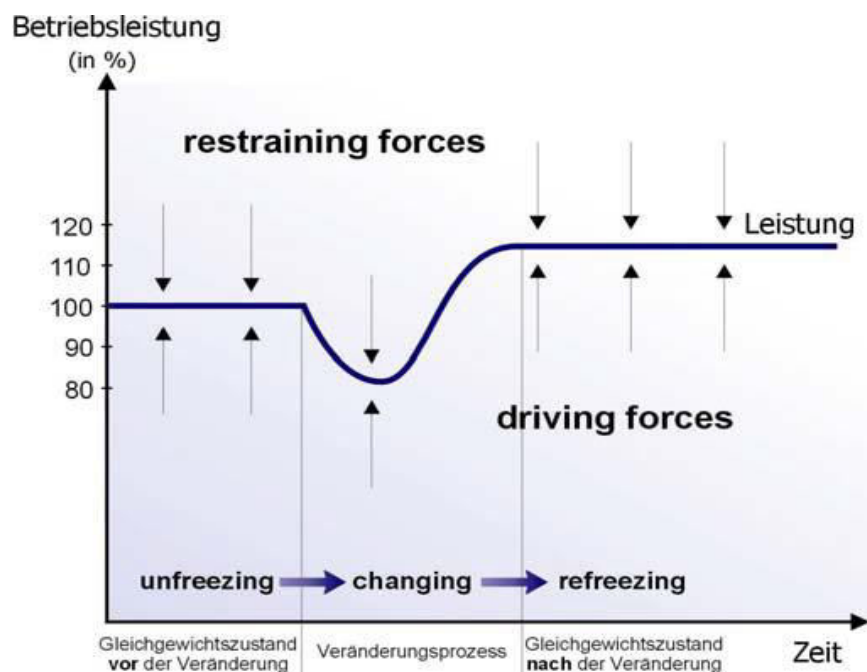 Betriebsleistung
(in %)
restraining forces
120
Leistung
110
100
90
80
driving forces
unfreezing changing refreezing
Gleichgewichtszustand
vor der Veränderung
Veränderungsprozess
Gleichgewichtszustand
nach der Veränderung
Zeit